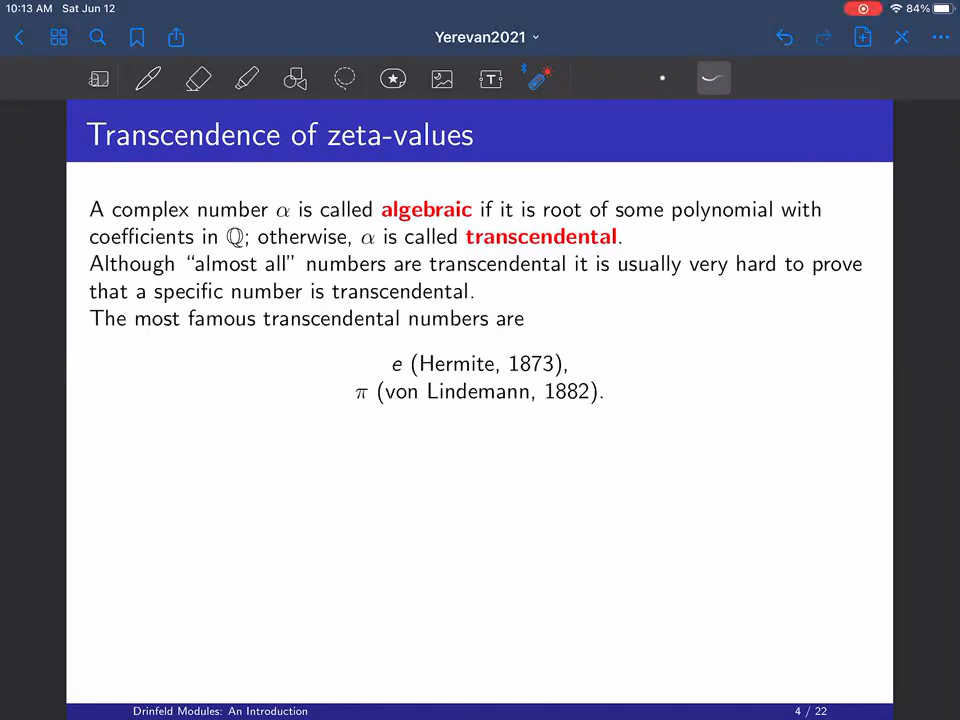 10:13 AM Sat Jun 12
84%
Yerevan2021
T
Transcendence of zeta-values
A complex number α is called algebraic if it is root of some polynomial with
coefficients in ℚ; otherwise, α is called transcendental.
Although “almost all” numbers are transcendental it is usually very hard to prove
that a specific number is transcendental.
The most famous transcendental numbers are
e (Hermite, 1873),
π (von Lindemann, 1882).
Drinfeld Modules: An Introduction
4 / 22